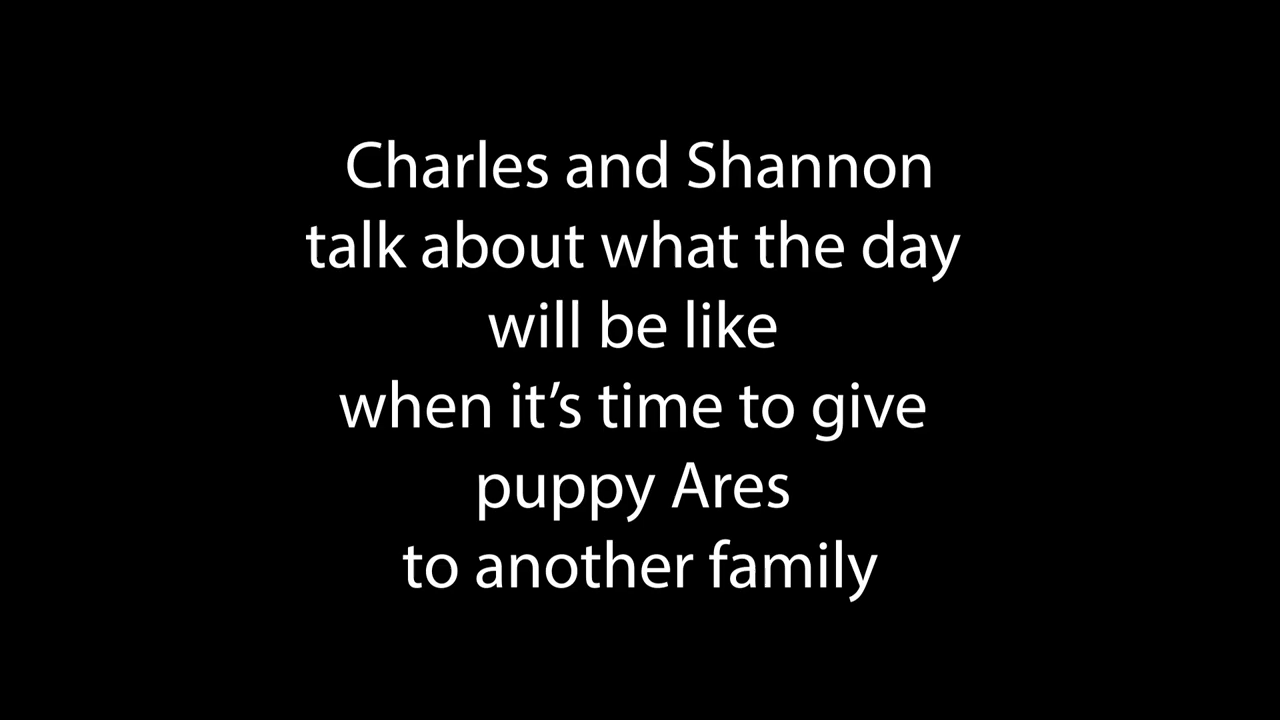 Charles and Shannon
talk about what the day
will be like
when it’s time to give
puppy Ares
to another family